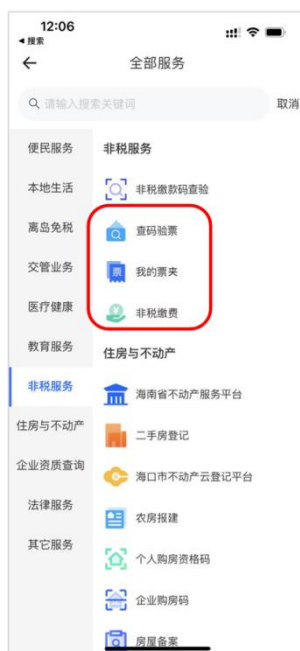 12:06
◀ 搜索
全部服务
请输入搜索关键词
取消
便民服务
本地生活
离岛免税
交管业务
医疗健康
教育服务
非税服务
住房与不动产
企业资质查询
法律服务
其它服务
非税服务
非税缴款码查验
查码验票
票
我的票夹
非税缴费
住房与不动产
海南省不动产服务平台
二手房登记
海口市不动产云登记平台
农房报建
个人购房资格码
企业购房码
房屋备案